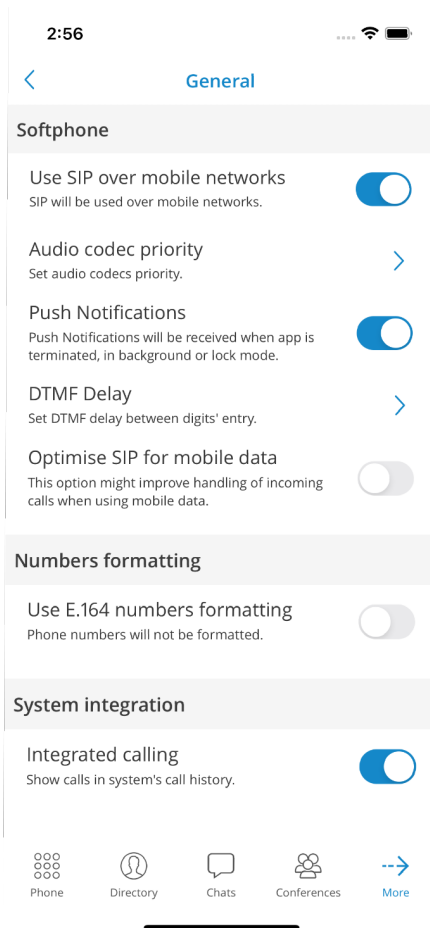 2:56
General
Softphone
Use SIP over mobile networks
SIP will be used over mobile networks.
Audio codec priority
Set audio codecs priority.
Push Notifications
Push Notifications will be received when app is
terminated, in background or lock mode.
DTMF Delay
Set DTMF delay between digits' entry.
Optimise SIP for mobile data
This option might improve handling of incoming
calls when using mobile data.
Numbers formatting
Use E.164 numbers formatting
Phone numbers will not be formatted.
System integration
Integrated calling
Show calls in system's call history.
Phone Directory Chats Conferences More